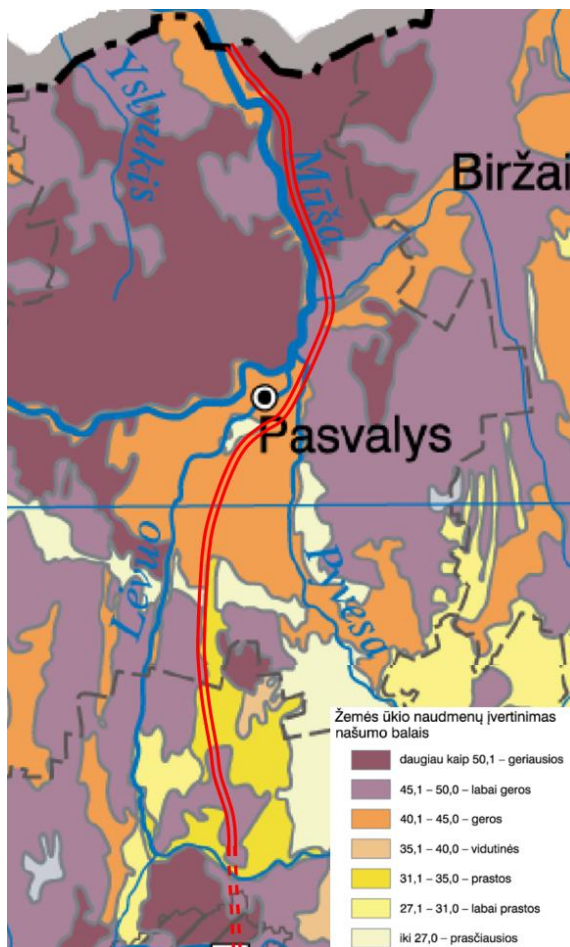 Yslykis
Mūša
Biržai
Pasvalys
Lėvuo
Pyvesa
Žemės ūkio naudmenų įvertinimas
našumo balais
daugiau kaip 50,1 – geriausios
45,1 – 50,0 – labai geros
40,1 – 45,0 – geros
35,1 – 40,0 – vidutinės
31,1 – 35,0 – prastos
27,1 – 31,0 – labai prastos
iki 27,0 – prasčiausios